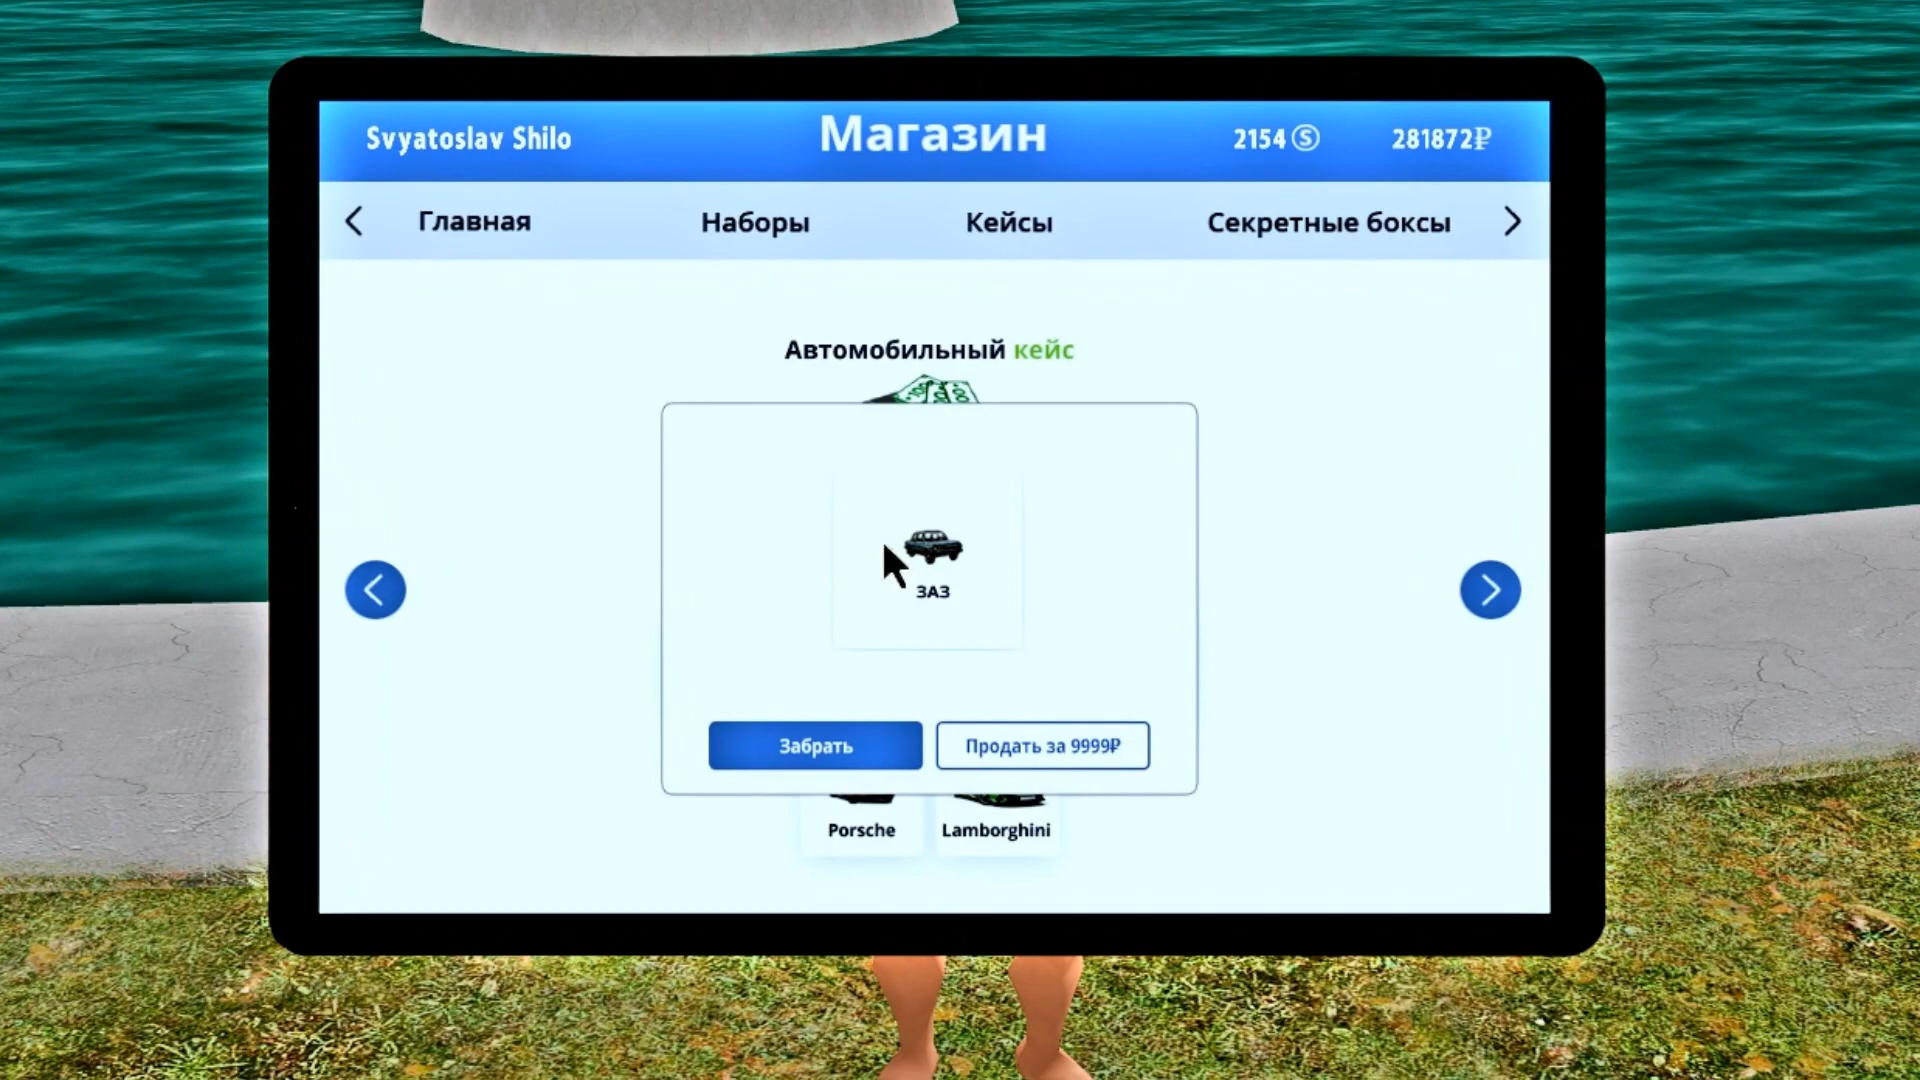 Svyatoslav Shilo
Магазин
2154 Ⓢ
281872₽
Главная
Наборы
Кейсы
Секретные боксы
Автомобильный кейс
ЗАЗ
Забрать
Продать за 9999₽
Porsche
Lamborghini